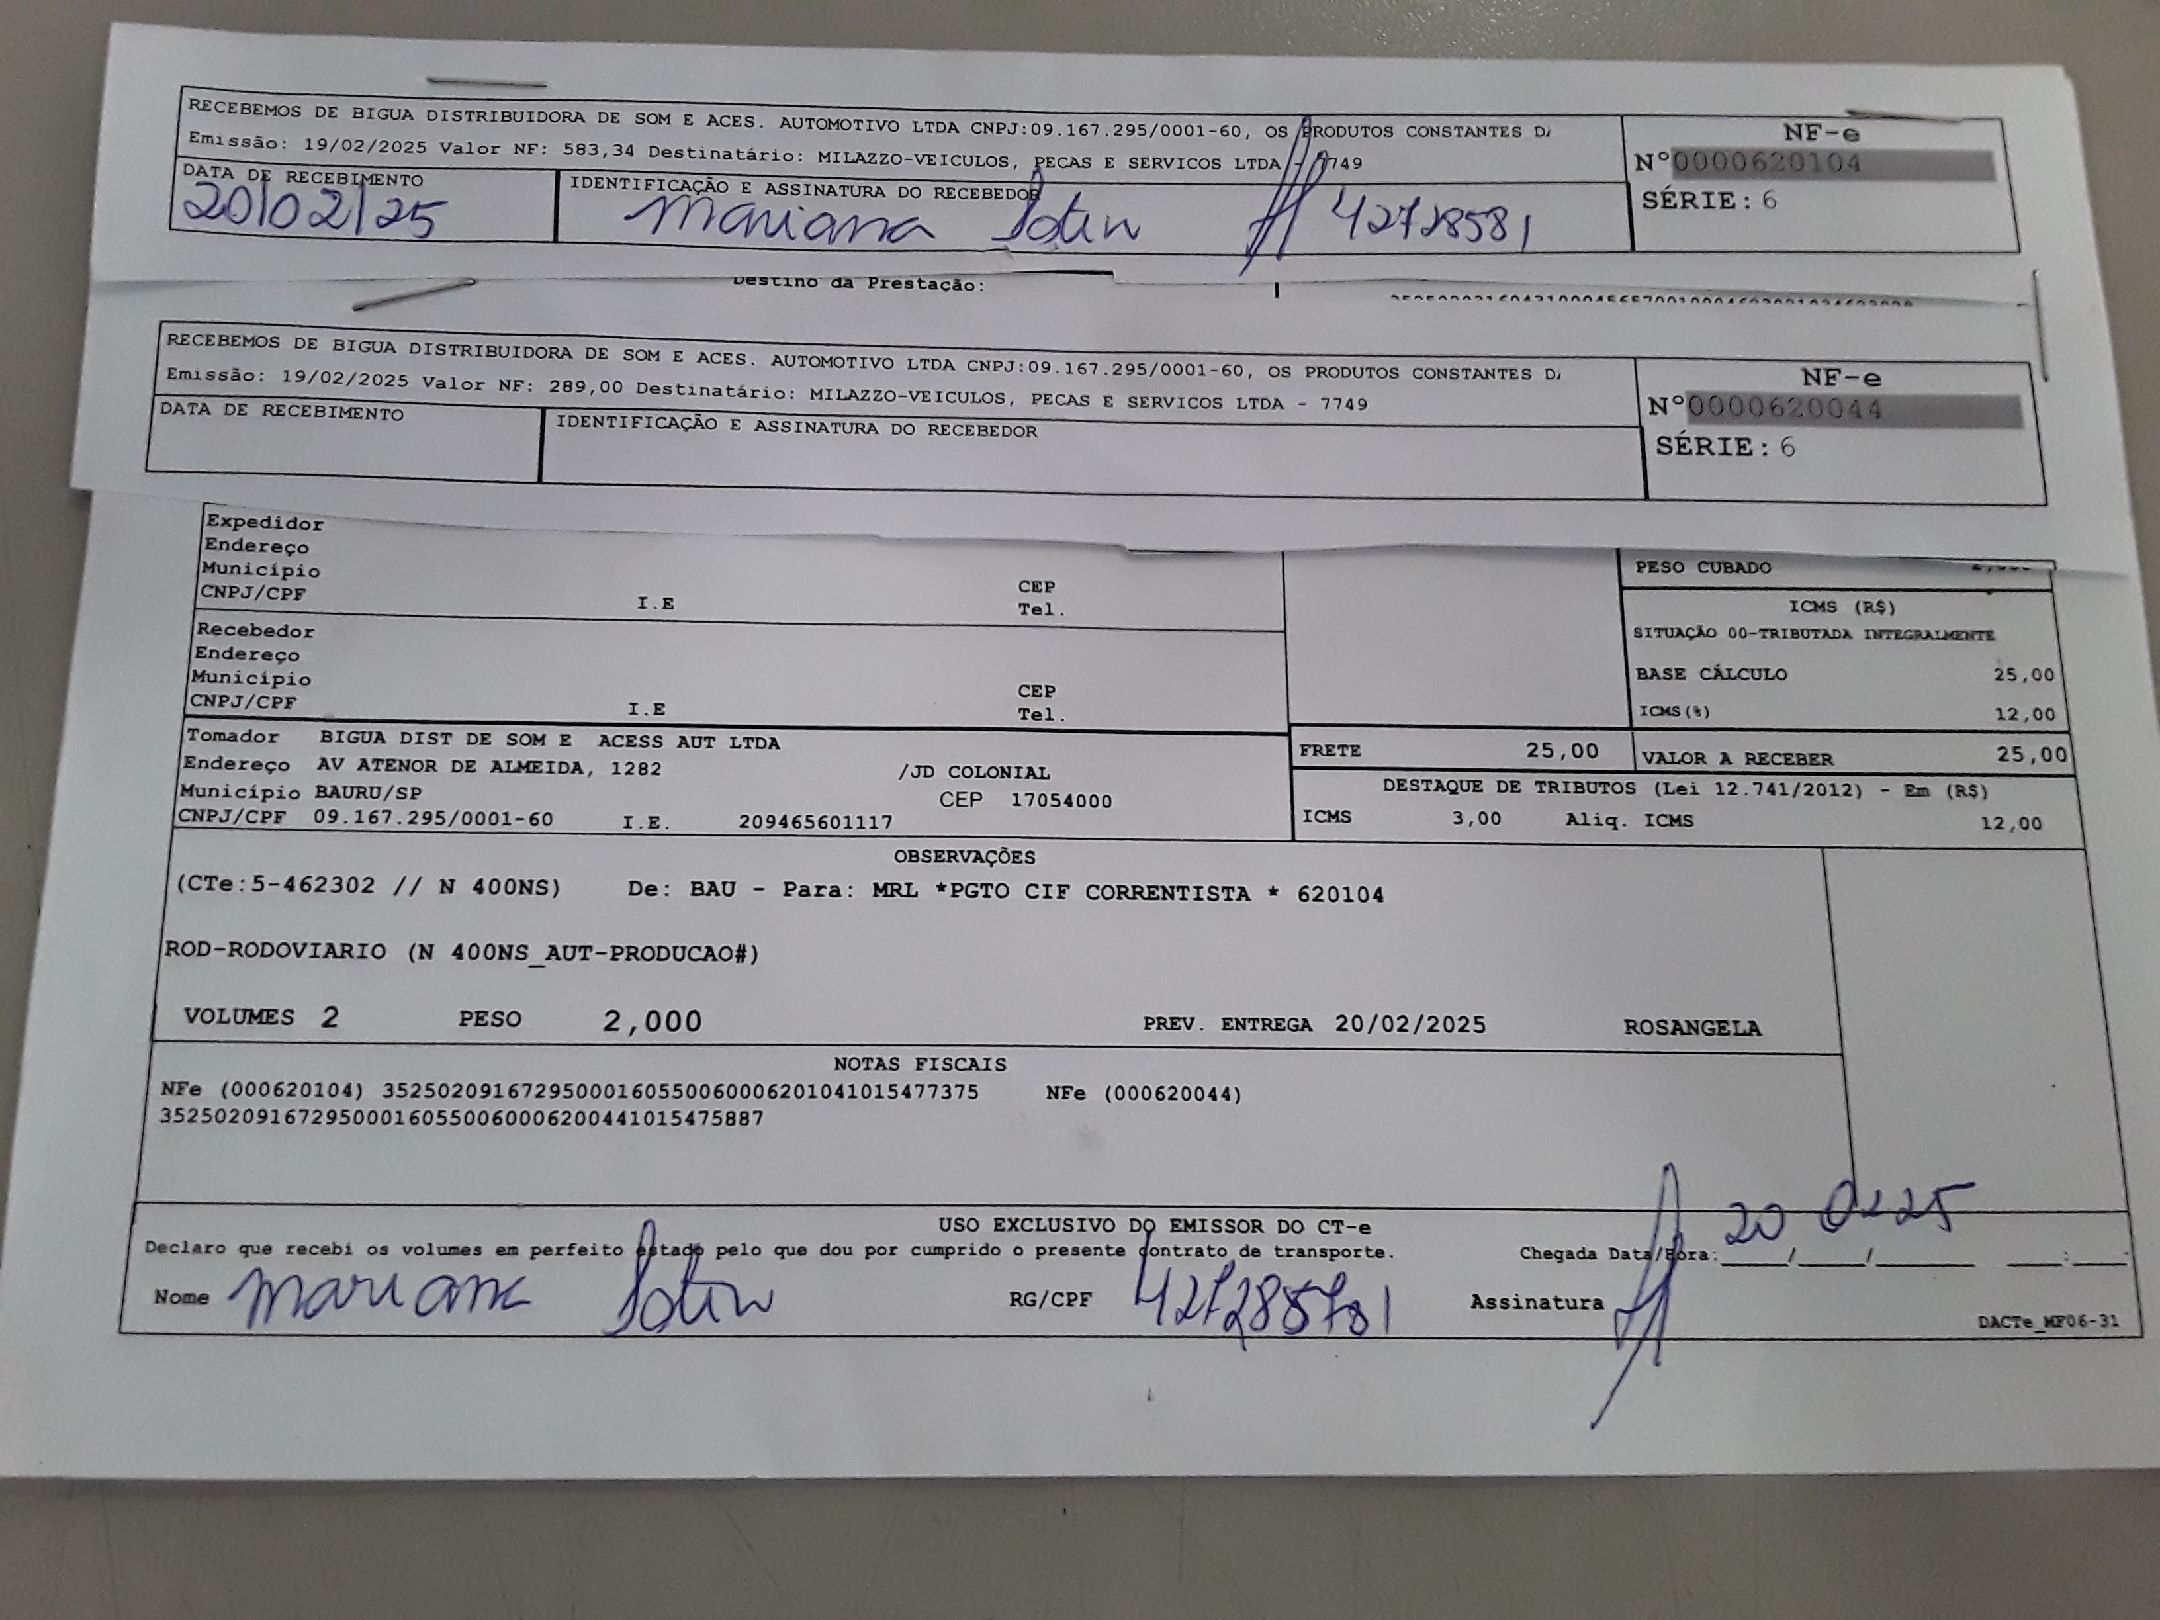 RECEBEMOS DE BIGUA DISTRIBUIDORA DE SOM E ACES. AUTOMOTIVO LTDA CNPJ:09.167.295/0001-60, OS PRODUTOS CONSTANTES
Emissão: 19/02/2025 Valor NF: 583,34 Destinatário: MILAZZO-VEICULOS, PECAS E SERVICOS LTDA - 7749
NF-e
Nº0000620104
SÉRIE: 6
DATA DE RECEBIMENTO
20/02/25
IDENTIFICAÇÃO E ASSINATURA DO RECEBEDOR
Mariana 42728581
Destino da Prestação:
RECEBEMOS DE BIGUA DISTRIBUIDORA DE SOM E ACES. AUTOMOTIVO LTDA CNPJ:09.167.295/0001-60, OS PRODUTOS CONSTANTES
Emissão: 19/02/2025 Valor NF: 289,00 Destinatário: MILAZZO-VEICULOS, PECAS E SERVICOS LTDA - 7749
NF-e
Nº0000620044
SÉRIE: 6
DATA DE RECEBIMENTO
IDENTIFICAÇÃO E ASSINATURA DO RECEBEDOR
Expedidor
Endereço
Município CEP
CNPJ/CPF I.E Tel.
Recebedor
Endereço
Município CEP
CNPJ/CPF I.E Tel.
PESO CUBADO
ICMS (R$)
SITUAÇÃO 00-TRIBUTADA INTEGRALMENTE
BASE CÁLCULO 25,00
ICMS(%) 12,00
Tomador BIGUA DIST DE SOM E ACESS AUT LTDA
Endereço AV ATENOR DE ALMEIDA, 1282 /JD COLONIAL
Município BAURU/SP CEP 17054000
CNPJ/CPF 09.167.295/0001-60 I.E. 209465601117
FRETE 25,00 VALOR A RECEBER 25,00
DESTAQUE DE TRIBUTOS (Lei 12.741/2012) - Em (R$)
ICMS 3,00 Aliq. ICMS 12,00
OBSERVAÇÕES
(CTe:5-462302 // N 400NS) De: BAU - Para: MRL *PGTO CIF CORRENTISTA * 620104
ROD-RODOVIARIO (N 400NS_AUT-PRODUCAO#)
VOLUMES 2 PESO 2,000 PREV. ENTREGA 20/02/2025 ROSANGELA
NOTAS FISCAIS
NFe (000620104) 35250209167295000160550060006201041015477375 NFe (000620044)
35250209167295000160550060006200441015475887
USO EXCLUSIVO DO EMISSOR DO CT-e
Declaro que recebi os volumes em perfeito estado pelo que dou por cumprido o presente contrato de transporte. Chegada Data/Hora: ____/____/______ ____:____
Nome Mariana RG/CPF Assinatura
DACTe_MF06-31